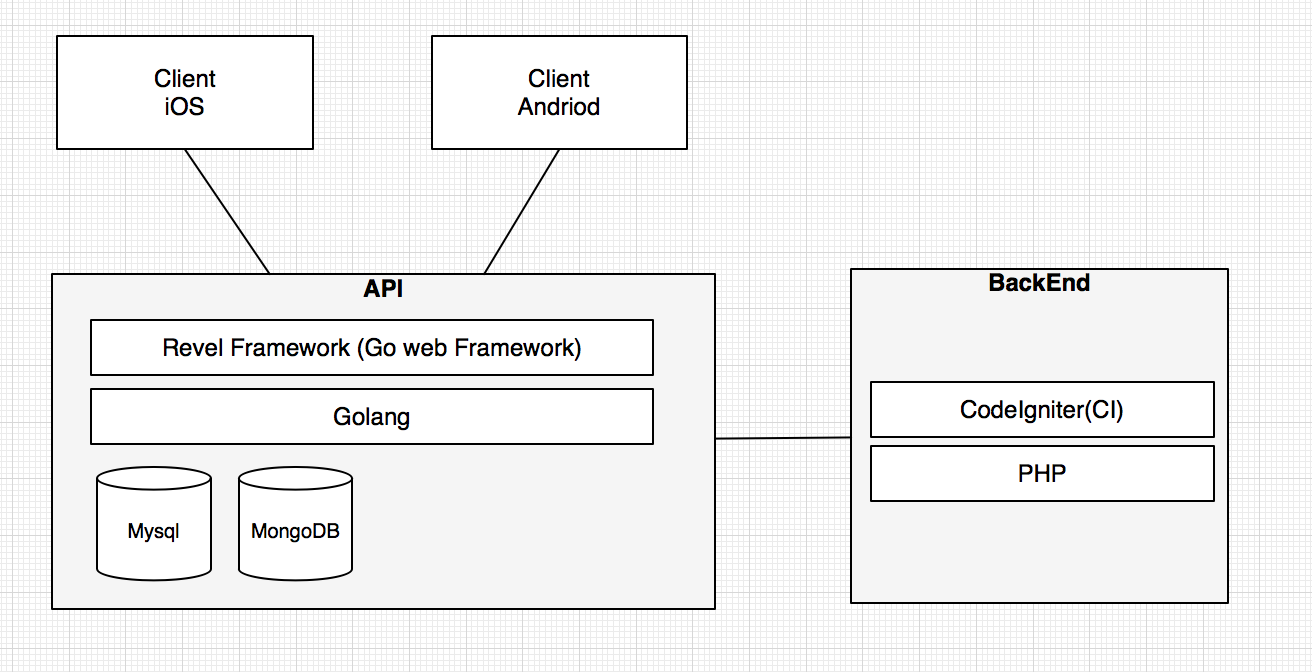 Client
iOS
Client
Andriod
API
Revel Framework (Go web Framework)
Golang
Mysql
MongoDB
BackEnd
CodeIgniter(CI)
PHP